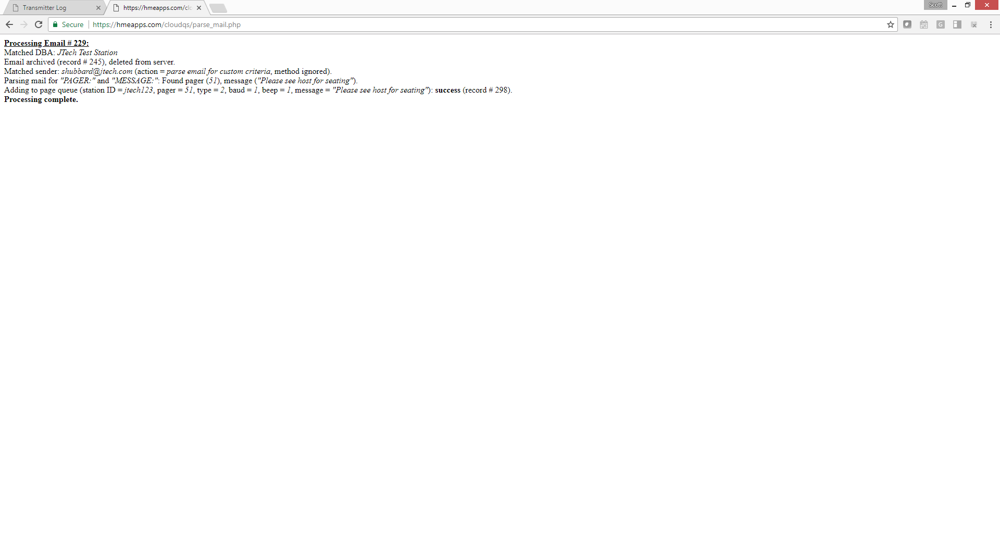 Transmitter Log
https://hmeapps.com/clo
Scott
Secure
https://hmeapps.com/cloudqs/parse_mail.php
G
Processing Email # 229:
Matched DBA: JTech Test Station
Email archived (record # 245), deleted from server.
Matched sender: shubbard@jtech.com (action = parse email for custom criteria, method ignored).
Parsing mail for "PAGER:" and "MESSAGE:": Found pager (51), message ("Please see host for seating").
Adding to page queue (station ID = jtech123, pager = 51, type = 2, baud = 1, beep = 1, message = "Please see host for seating"): success (record # 298).
Processing complete.